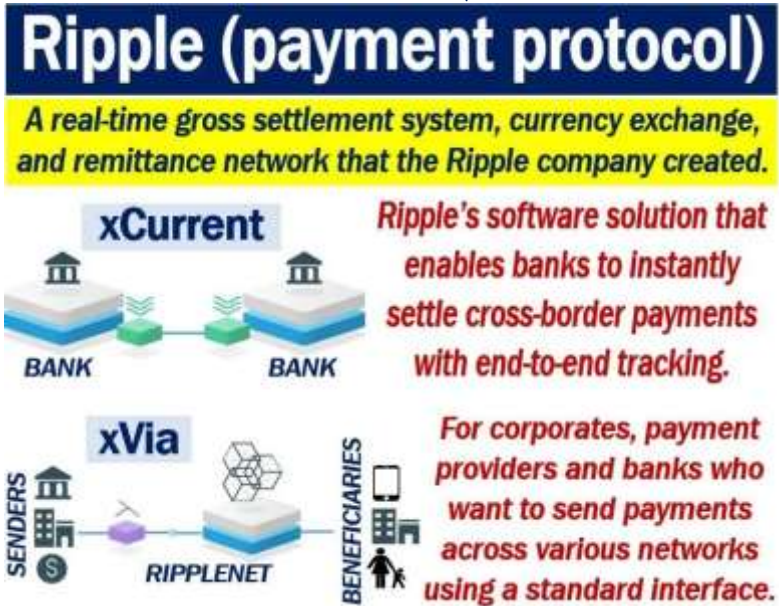 Ripple (payment protocol)
A real-time gross settlement system, currency exchange,
and remittance network that the Ripple company created.
xCurrent
BANK
BANK
Ripple's software solution that
enables banks to instantly
settle cross-border payments
with end-to-end tracking.
xVia
SENDERS
RIPPLENET
BENEFICIARIES
For corporates, payment
providers and banks who
want to send payments
across various networks
using a standard interface.